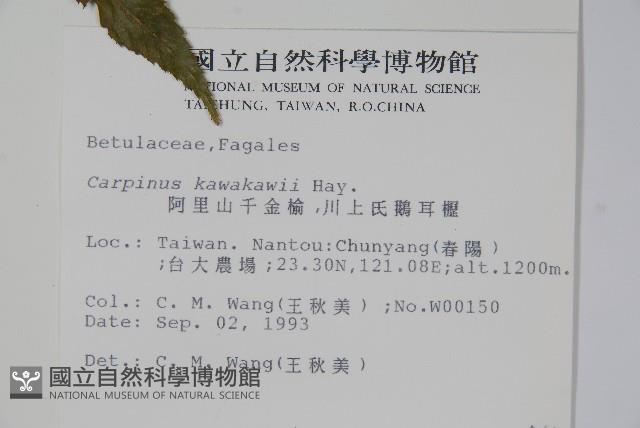 國立自然科學博物館
NATIONAL MUSEUM OF NATURAL SCIENCE
TAICHUNG, TAIWAN, R.O.CHINA
Betulaceae,Fagales
Carpinus kawakawii Hay.
阿里山千金榆,川上氏鵝耳櫪
Loc.: Taiwan. Nantou:Chunyang(春陽)
;台大農場;23.30N,121.08E;alt.1200m.
Col.: C. M. Wang(王秋美) ;No.W00150
Date: Sep. 02, 1993
Det.: C. M. Wang(王秋美)
國立自然科學博物館
NATIONAL MUSEUM OF NATURAL SCIENCE